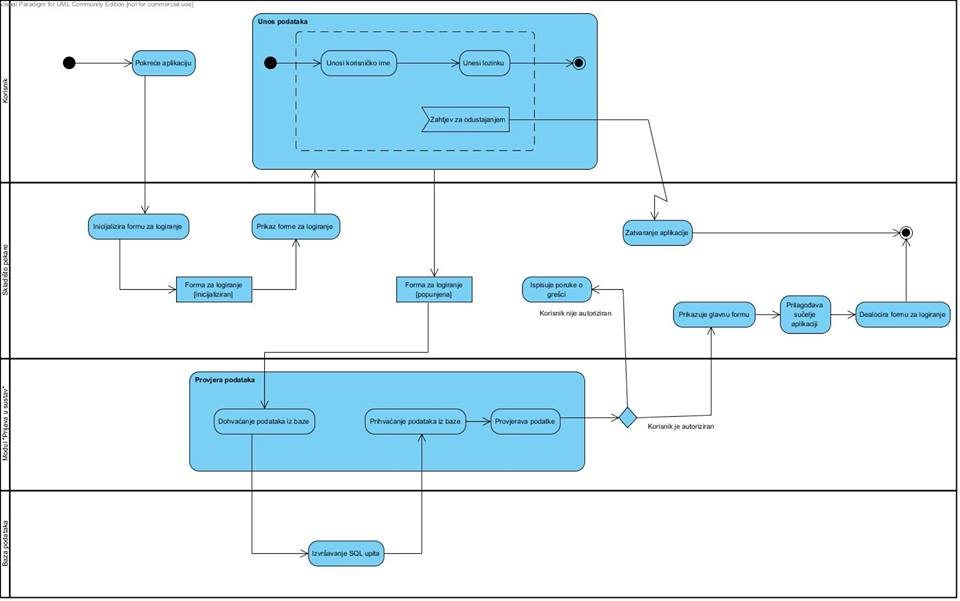 Visual Paradigm for UML Community Edition [not for commercial use]
Korisnik
Pokreće aplikaciju
Unos podataka
Unosi korisničko ime
Unesi lozinku
Zahtjev za odustajanjem
Skladište pekare
Inicijalizira formu za logiranje
Prikaz forme za logiranje
Forma za logiranje
[inicijaliziran]
Forma za logiranje
[popunjena]
Zatvaranje aplikacije
Ispisuje poruke o
grešci
Korisnik nije autoriziran
Prikazuje glavnu formu
Prilagođava
sučelje
aplikaciji
Dealocira formu za logiranje
Modul "Prijava u sustav"
Provjera podataka
Dohvaćanje podataka iz baze
Prihvaćanje podataka iz baze
Provjerava podatke
Korisnik je autoriziran
Baza podataka
Izvršavanje SQL upita